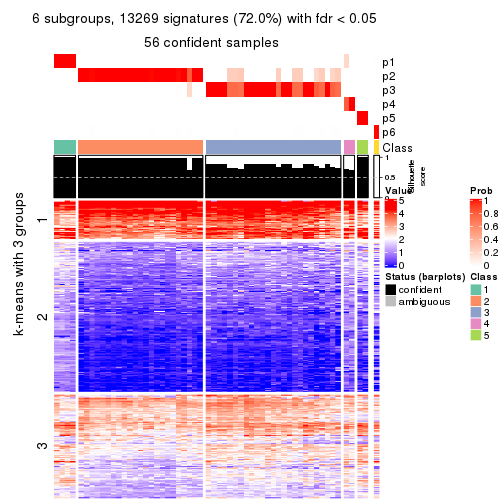 6 subgroups, 13269 signatures (72.0%) with fdr < 0.05
56 confident samples
p1
p2
p3
p4
p5
p6
Class
1
0.5
0
Silhouette
score
k-means with 3 groups
1
2
3
Value
5
4
3
2
1
0
Prob
1
0.8
0.6
0.4
0.2
0
Status (barplots)
confident
ambiguous
Class
1
2
3
4
5